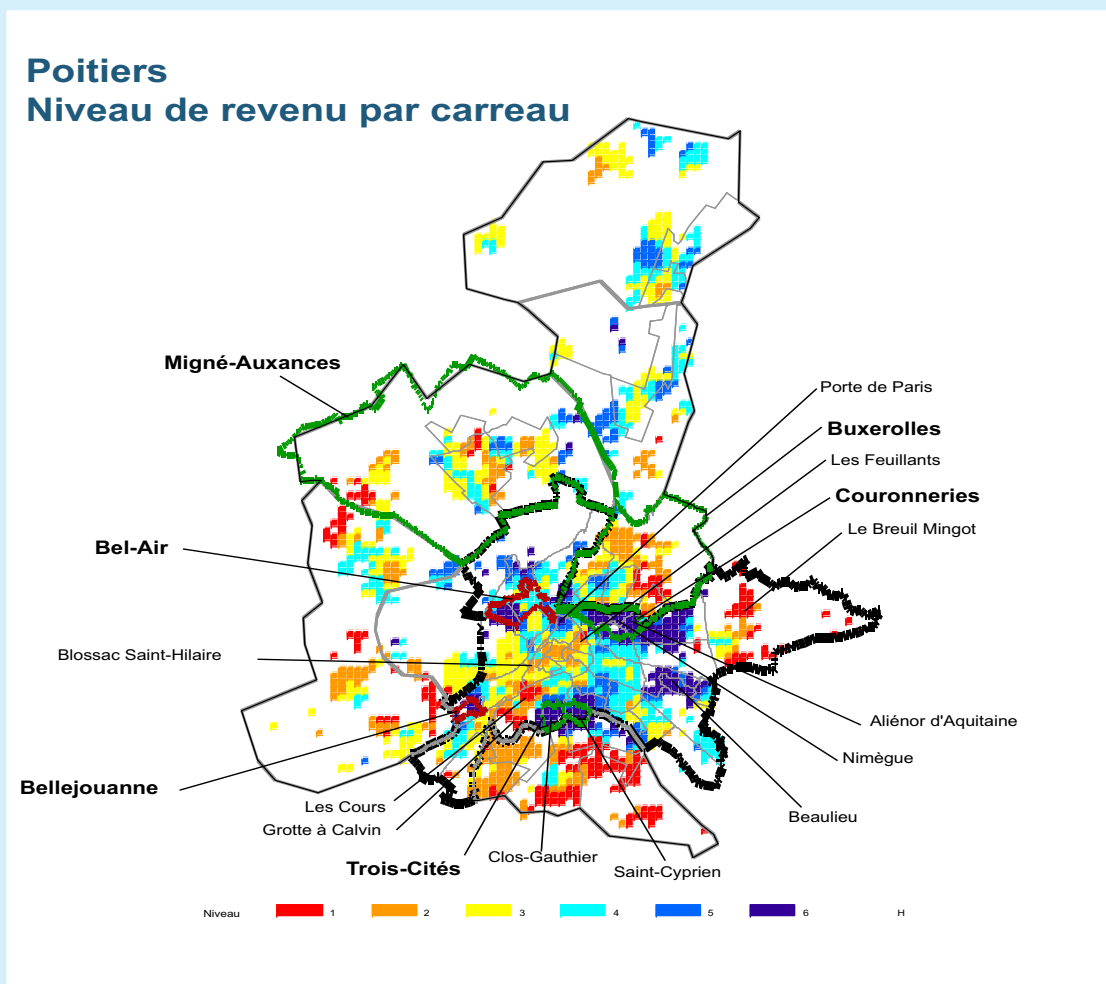 Poitiers
Niveau de revenu par carreau
Migné-Auxances
Porte de Paris
Buxerolles
Les Feuillants
Couronneries
Le Breuil Mingot
Bel-Air
Blossac Saint-Hilaire
Aliénor d'Aquitaine
Nimègue
Bellejouanne
Les Cours
Beaulieu
Grotte à Calvin
Clos-Gauthier
Trois-Cités
Saint-Cyprien
Niveau 1 2 3 4 5 6 H